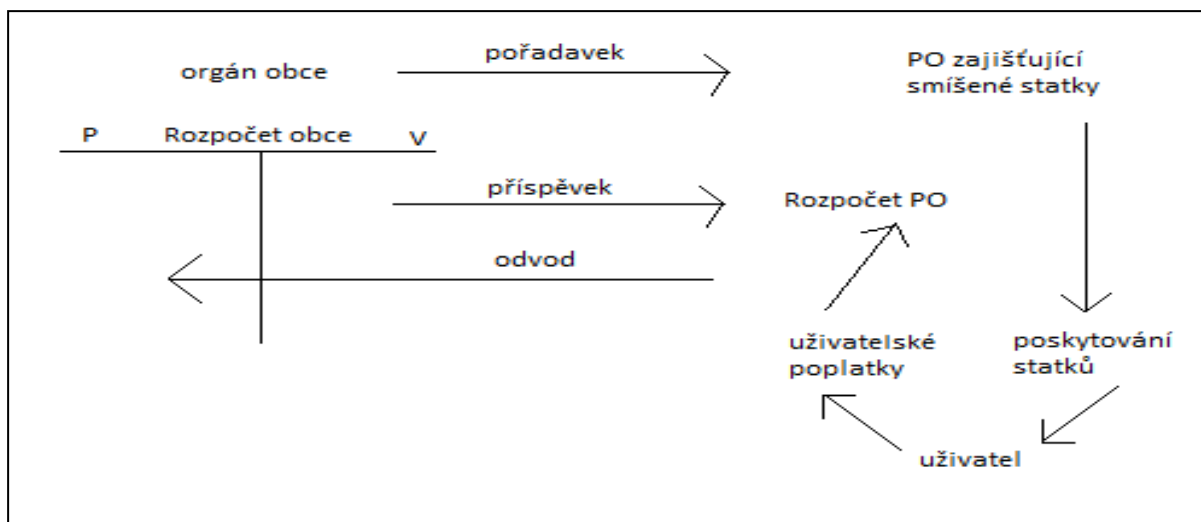 pořadavek
orgán obce
PO zajišťující
smíšené statky
P Rozpočet obce V
příspěvek
Rozpočet PO
odvod
uživatelské
poplatky
poskytování
statků
uživatel